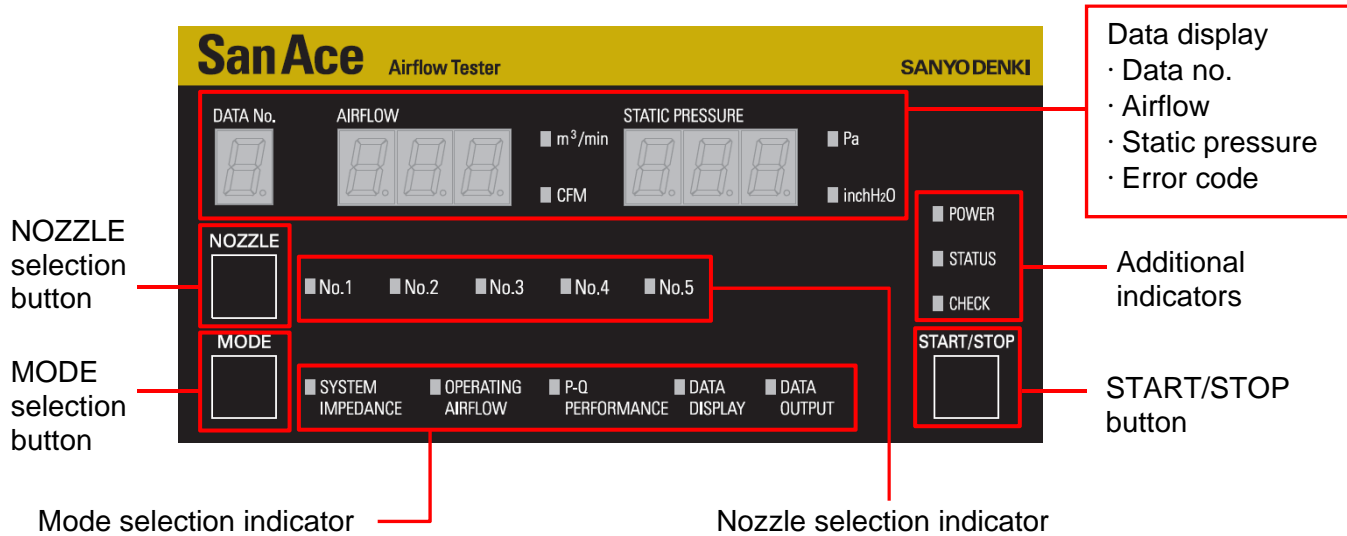 San Ace Airflow Tester SANYO DENKI
Data display
· Data no.
· Airflow
· Static pressure
· Error code
DATA No. AIRFLOW STATIC PRESSURE
m³/min Pa
CFM inchH₂O
POWER
STATUS
CHECK
Additional
indicators
NOZZLE
selection
button
NOZZLE
No.1 No.2 No.3 No.4 No.5
MODE
selection
button
MODE
SYSTEM
IMPEDANCE
OPERATING
AIRFLOW
P-Q
PERFORMANCE
DATA
DISPLAY
DATA
OUTPUT
START/STOP
START/STOP
button
Mode selection indicator
Nozzle selection indicator